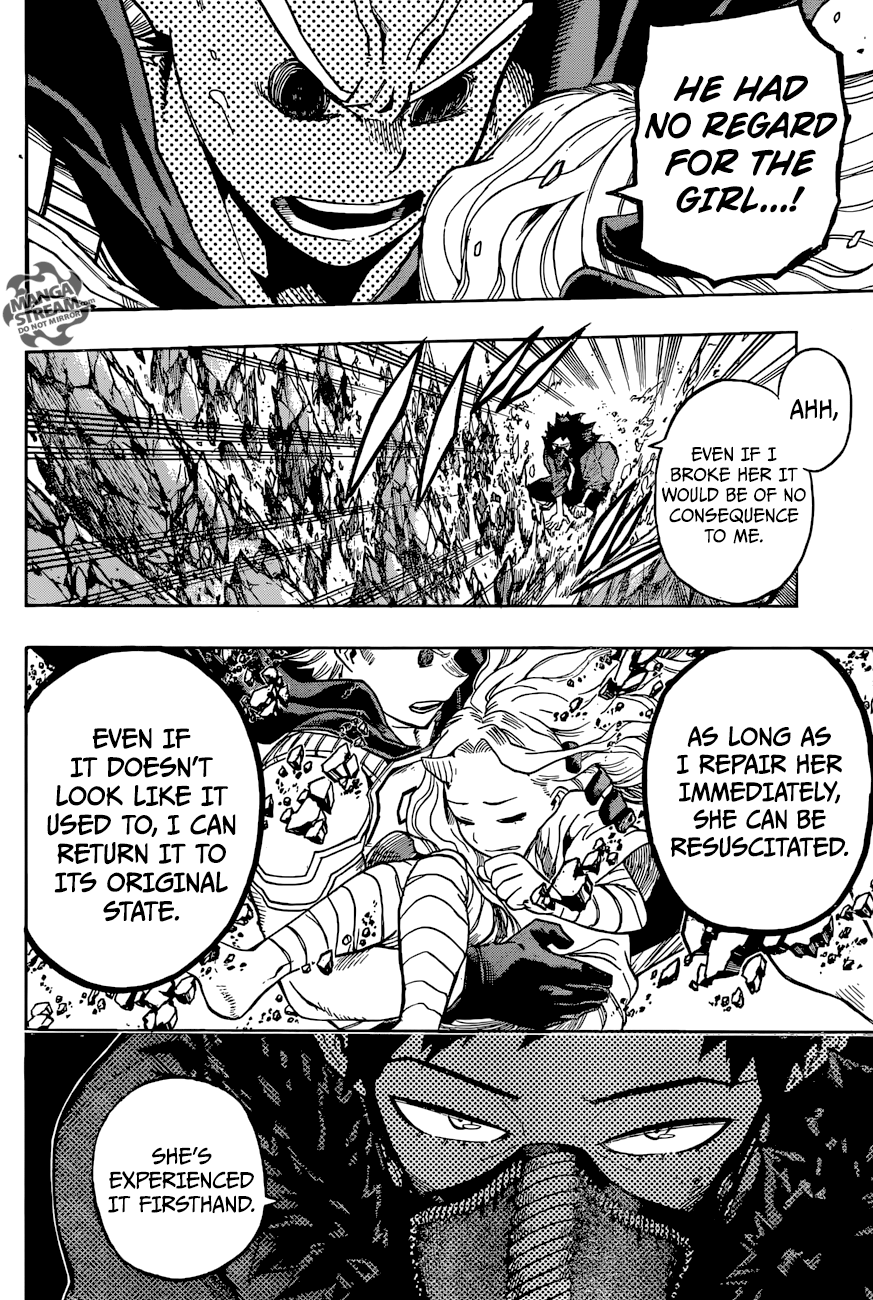 HE HAD
NO REGARD
FOR THE
GIRL...!
MANGA
STREAM.com
DO NOT MIRROR
AHH,
EVEN IF I
BROKE HER IT
WOULD BE OF NO
CONSEQUENCE
TO ME.
AS LONG AS
I REPAIR HER
IMMEDIATELY,
SHE CAN BE
RESUSCITATED.
EVEN IF
IT DOESN'T
LOOK LIKE IT
USED TO, I CAN
RETURN IT TO
ITS ORIGINAL
STATE.
SHE'S
EXPERIENCED
IT FIRSTHAND.